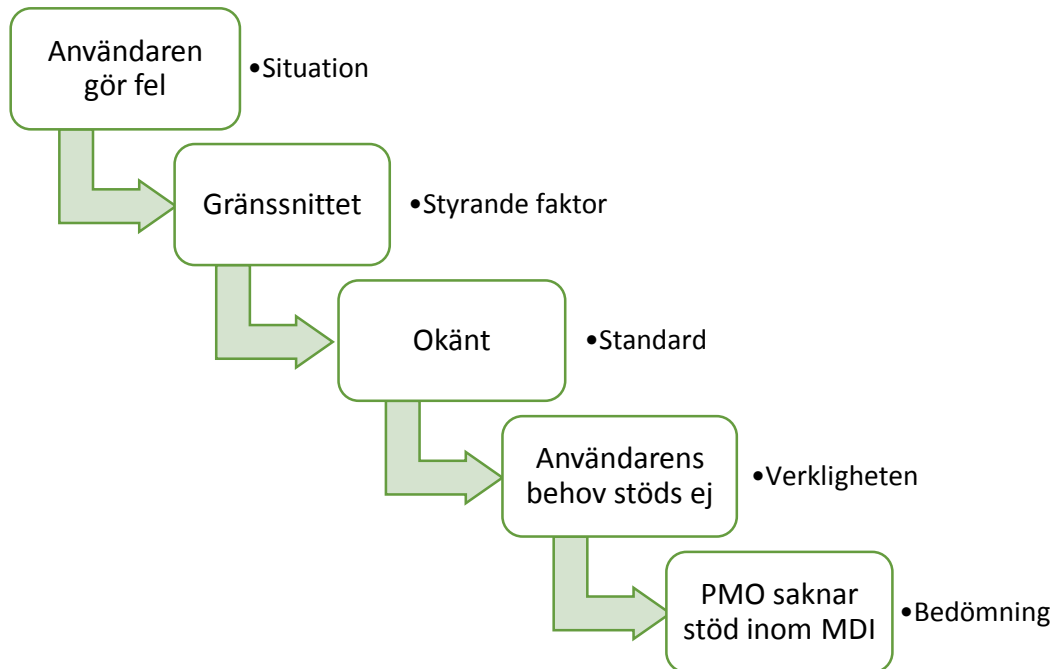 Användaren
gör fel
•Situation
Gränssnittet
•Styrande faktor
Okänt
•Standard
Användarens
behov stöds ej
•Verkligheten
PMO saknar
stöd inom MDI
•Bedömning